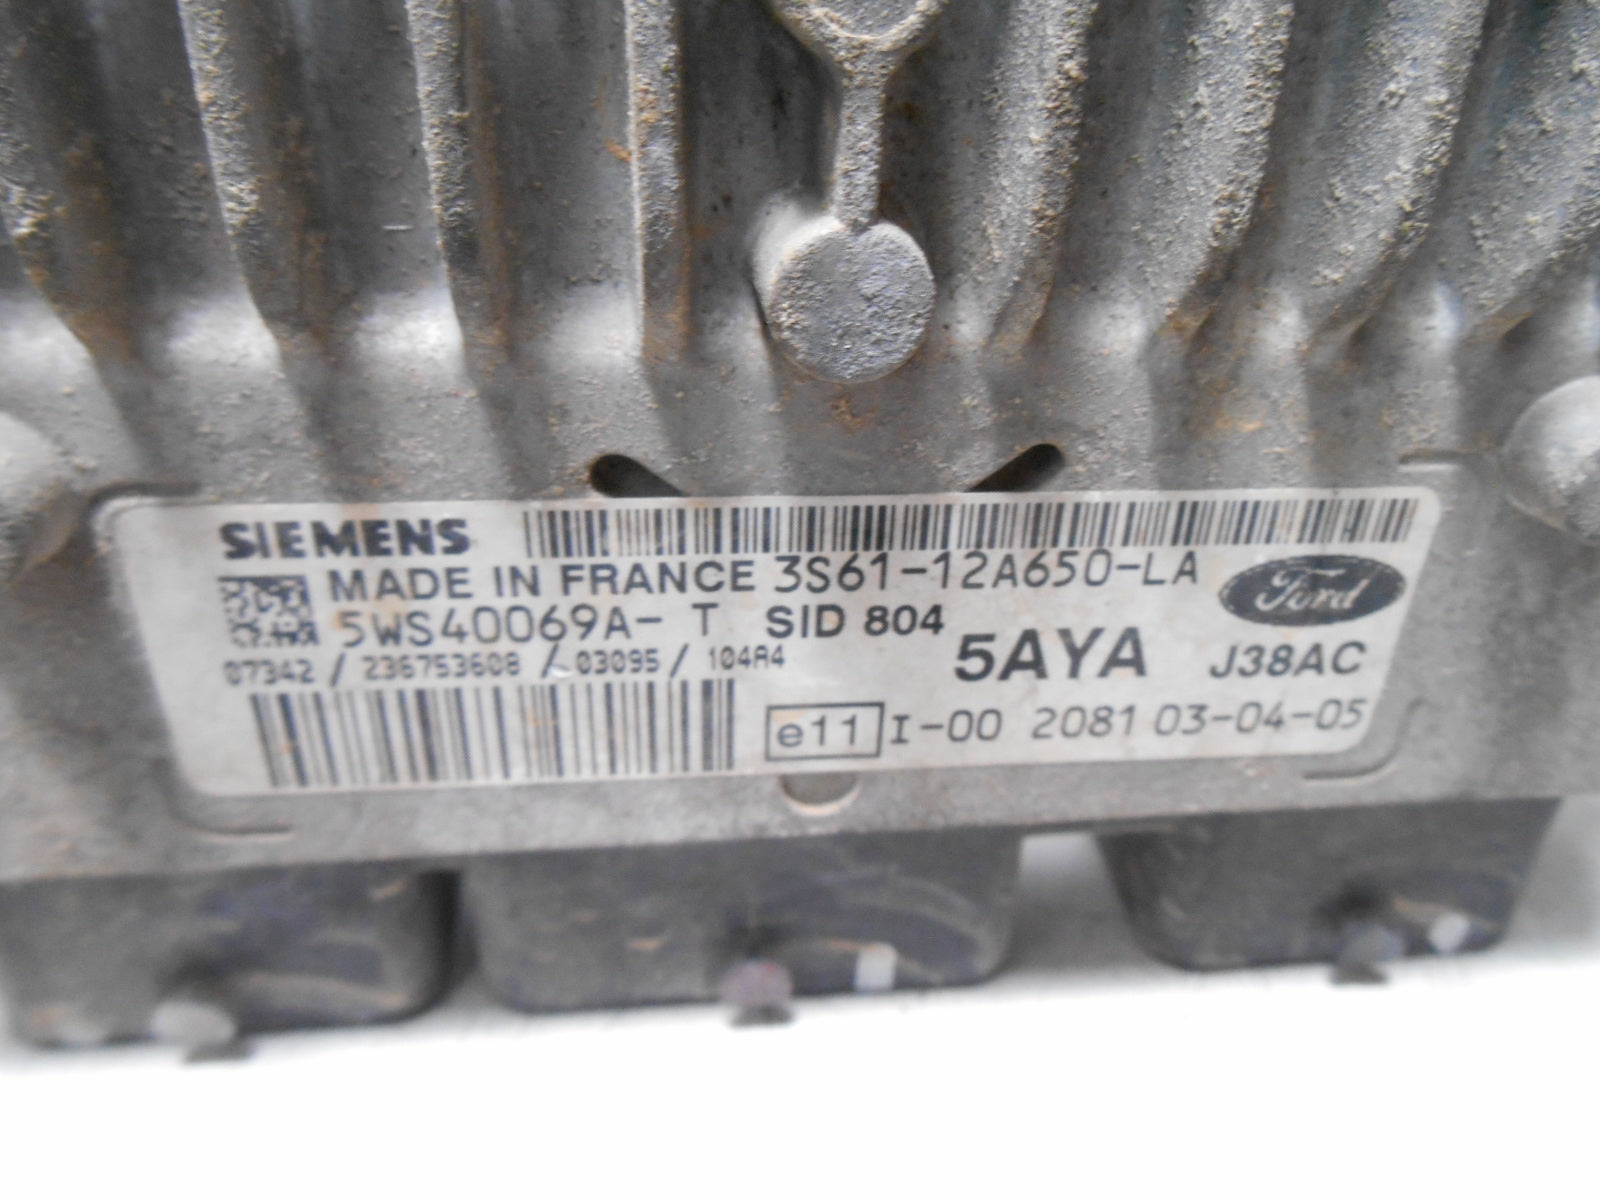 SIEMENS
MADE IN FRANCE 3S61-12A650-LA
Ford
5WS40069A- T SID 804
5AYA J38AC
07342 / 236753608 / 03095 / 104A4
e11 I-00 2081 03-04-05